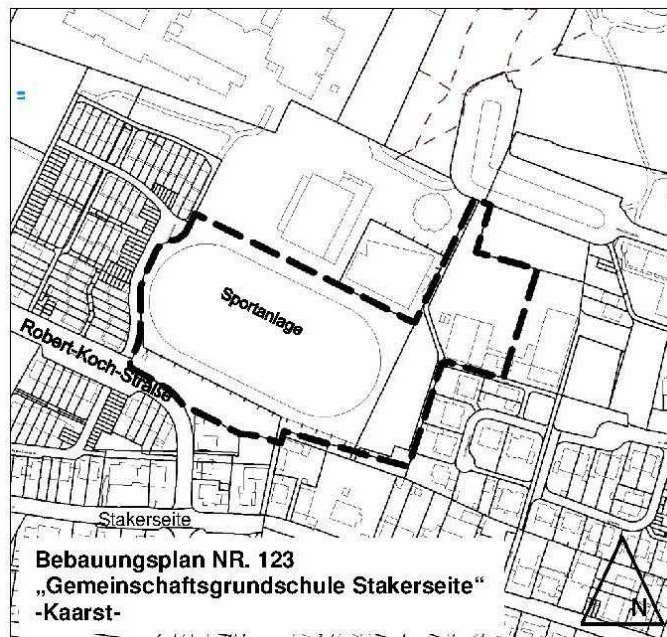 Sportanlage
Robert-Koch-Straße
Stakerseite
Bebauungsplan NR. 123
„Gemeinschaftsgrundschule Stakerseite“
-Kaarst-
N